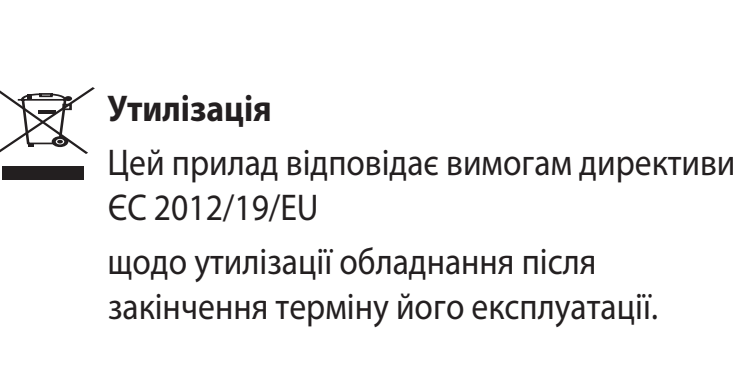 Утилізація
Цей прилад відповідає вимогам директиви
ЄС 2012/19/EU
щодо утилізації обладнання після
закінчення терміну його експлуатації.